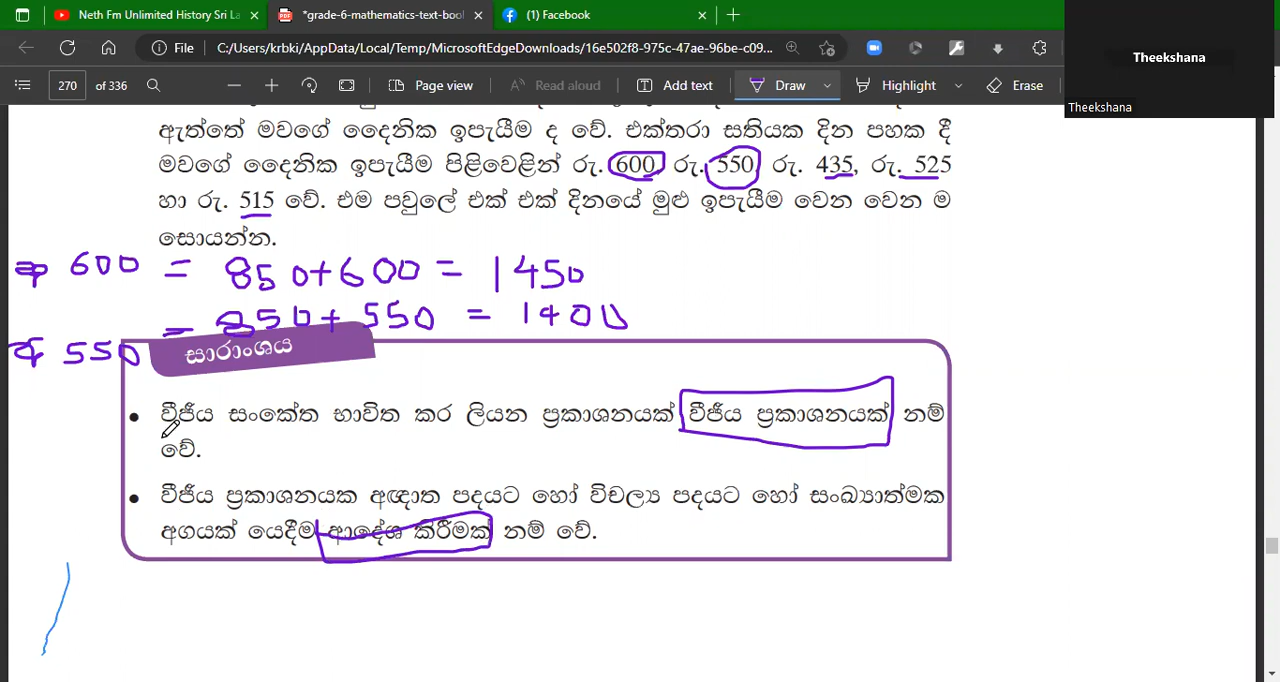 Neth Fm Unlimited History Sri La
*grade-6-mathematics-text-bool
(1) Facebook
File C:/Users/krbki/AppData/Local/Temp/MicrosoftEdgeDownloads/16e502f8-975c-47ae-96be-c09...
Theekshana
Theekshana
270 of 336 Page view Read aloud Add text Draw Highlight Erase
ඇත්තේ මවගේ දෛනික ඉපැයීම ද වේ. එක්තරා සතියක දින පහක දී
මවගේ දෛනික ඉපැයීම පිළිවෙළින් රු. 600, රු. 550, රු. 435, රු. 525
හා රු. 515 වේ. එම පවුලේ එක් එක් දිනයේ මුළු ඉපැයීම වෙන වෙන ම
සොයන්න.
600 = 850+600 = 1450
= 850+ 550 = 1400
550
සාරාංශය
• වීජීය සංකේත භාවිත කර ලියන ප්‍රකාශනයක් වීජීය ප්‍රකාශනයක් නම්
වේ.
• වීජීය ප්‍රකාශනයක අඥාත පදයට හෝ විචල්‍ය පදයට හෝ සංඛ්‍යාත්මක
අගයක් යෙදීම ආදේශ කිරීමක් නම් වේ.